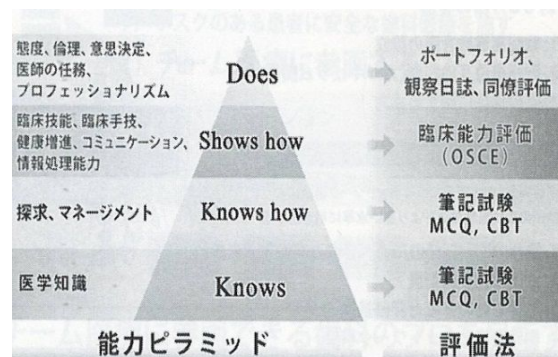 態度、倫理、意思決定、
医師の任務、
プロフェッショナリズム
Does
ポートフォリオ、
観察日誌、同僚評価
臨床技能、臨床手技、
健康増進、コミュニケーション、
情報処理能力
Shows how
臨床能力評価
(OSCE)
探求、マネージメント
Knows how
筆記試験
MCQ, CBT
医学知識
Knows
筆記試験
MCQ, CBT
能力ピラミッド
評価法